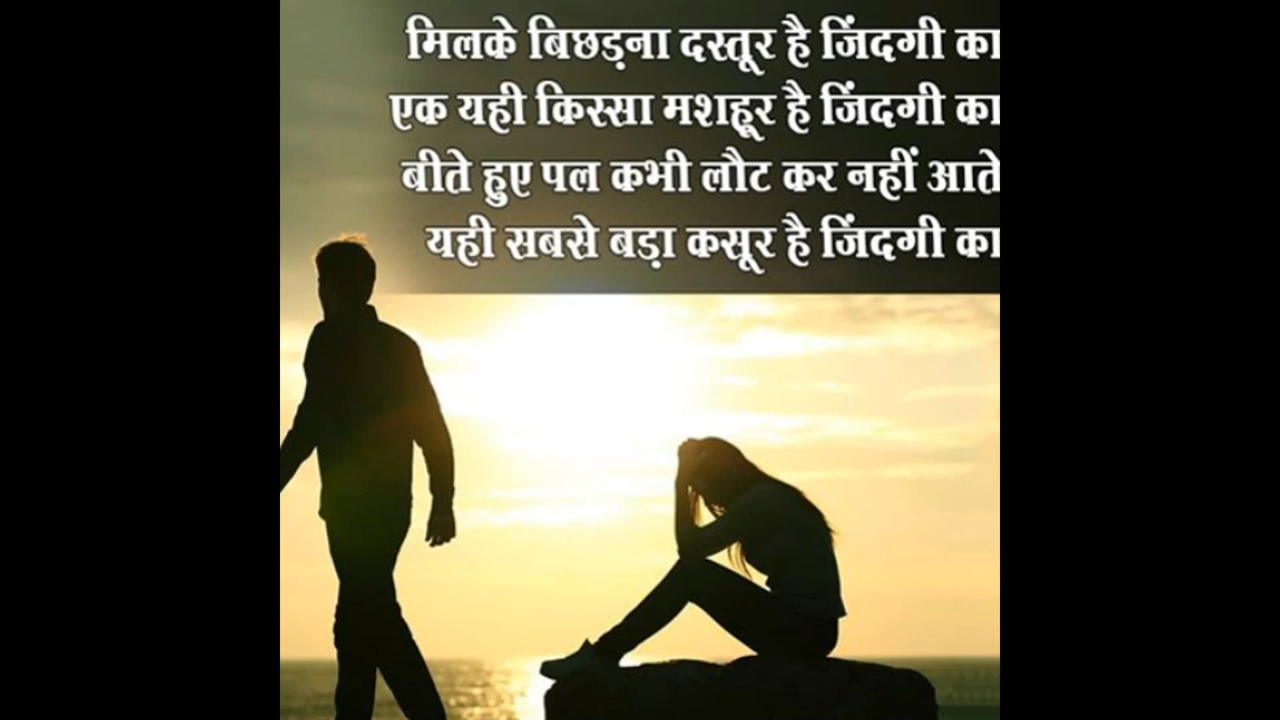 मिलके बिछड़ना दस्तूर है जिंदगी का
एक यही किस्सा मशहूर है जिंदगी का
बीते हुए पल कभी लौट कर नहीं आते
यही सबसे बड़ा कसूर है जिंदगी का